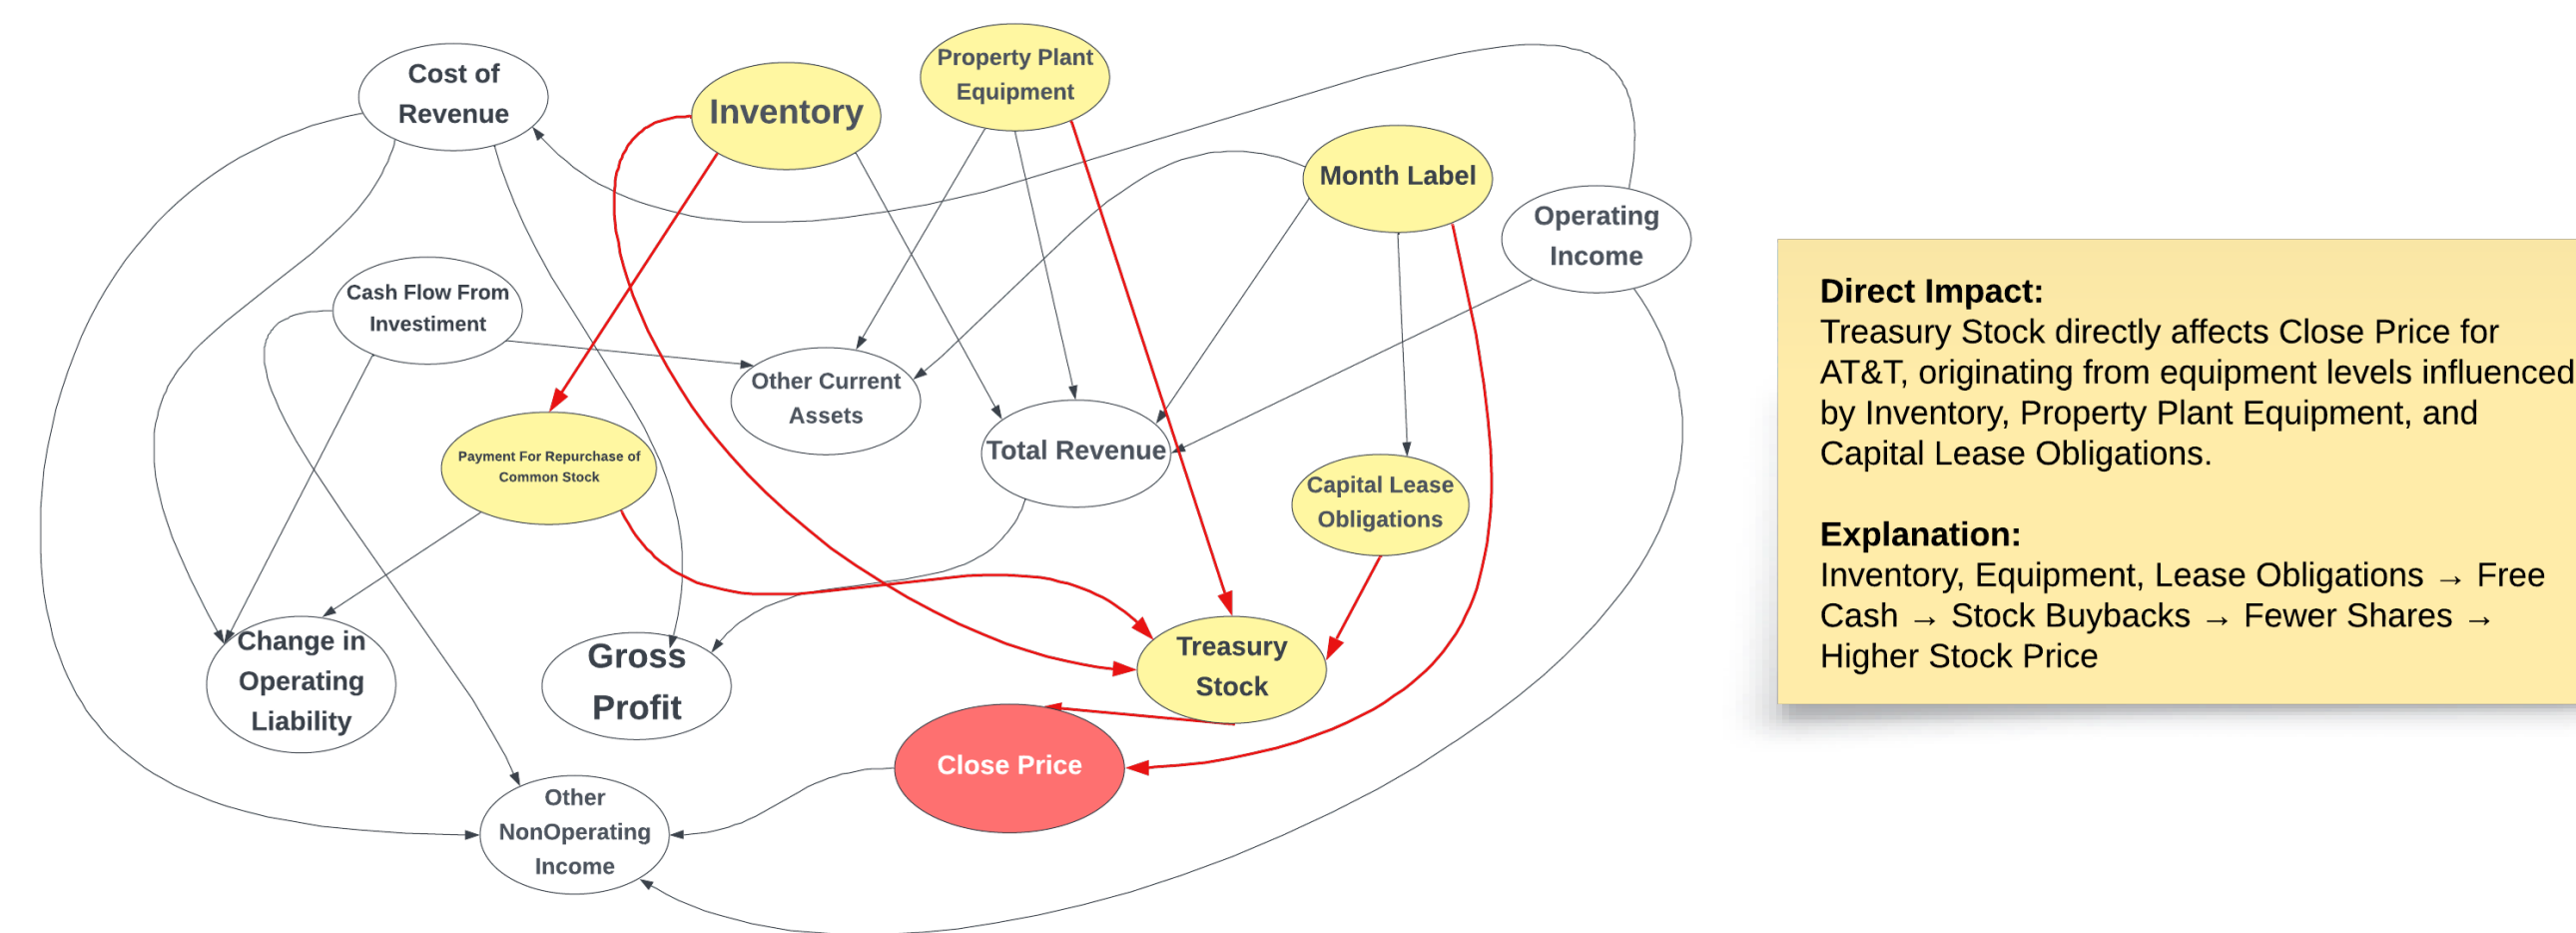 Cost of
Revenue
Inventory
Property Plant
Equipment
Month Label
Operating
Income
Cash Flow From
Investiment
Other Current
Assets
Total Revenue
Payment For Repurchase of
Common Stock
Capital Lease
Obligations
Change in
Operating
Liability
Gross
Profit
Treasury
Stock
Close Price
Other
NonOperating
Income
Direct Impact:
Treasury Stock directly affects Close Price for
AT&T, originating from equipment levels influenced
by Inventory, Property Plant Equipment, and
Capital Lease Obligations.
Explanation:
Inventory, Equipment, Lease Obligations → Free
Cash → Stock Buybacks → Fewer Shares →
Higher Stock Price